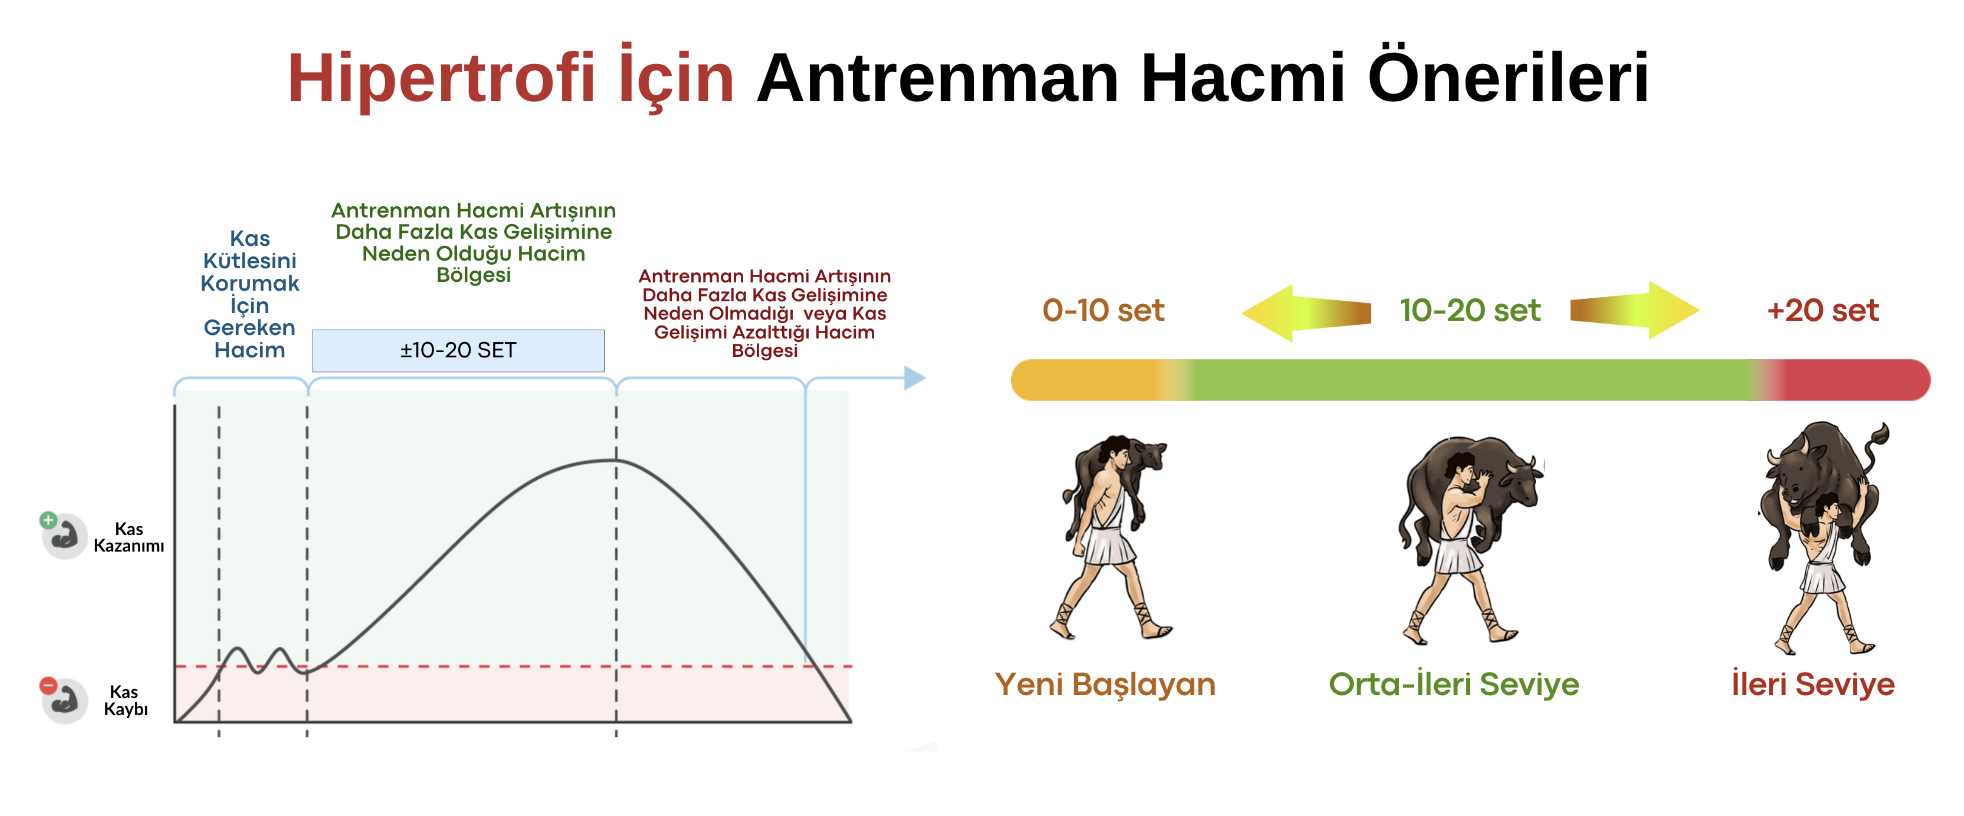 Hipertrofi İçin Antrenman Hacmi Önerileri
Kas
Kütlesini
Korumak
İçin
Gereken
Hacim
Antrenman Hacmi Artışının
Daha Fazla Kas Gelişimine
Neden Olduğu Hacim
Bölgesi
±10-20 SET
Antrenman Hacmi Artışının
Daha Fazla Kas Gelişimine
Neden Olmadığı veya Kas
Gelişimi Azalttığı Hacim
Bölgesi
Kas
Kazanımı
Kas
Kaybı
0-10 set
10-20 set
+20 set
Yeni Başlayan
Orta-İleri Seviye
İleri Seviye